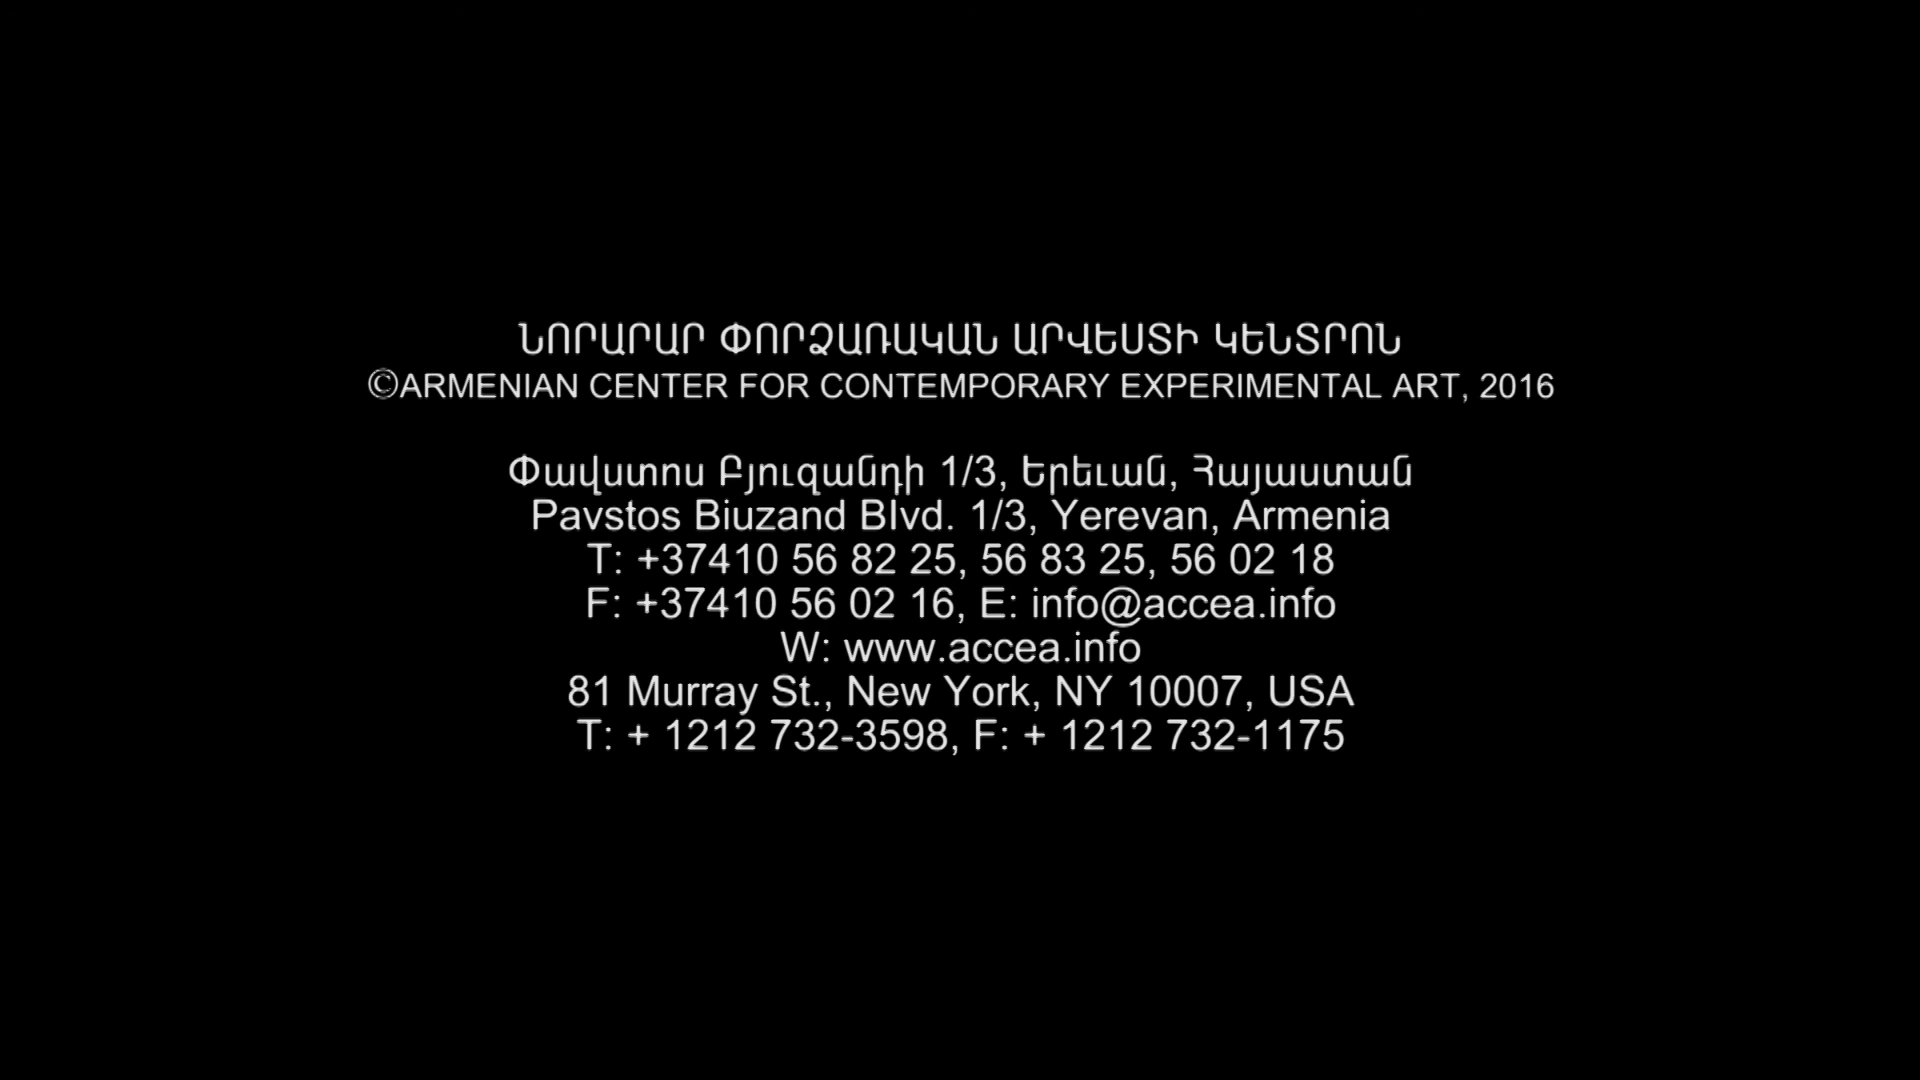 ՆՈՐԱՐԱՐ ՓՈՐՁԱՌԱԿԱՆ ԱՐՎԵՍՏԻ ԿԵՆՏՐՈՆ
©ARMENIAN CENTER FOR CONTEMPORARY EXPERIMENTAL ART, 2016
Փավստոս Բյուզանդի 1/3, Երեւան, Հայաստան
Pavstos Biuzand Blvd. 1/3, Yerevan, Armenia
T: +37410 56 82 25, 56 83 25, 56 02 18
F: +37410 56 02 16, E: info@accea.info
W: www.accea.info
81 Murray St., New York, NY 10007, USA
T: + 1212 732-3598, F: + 1212 732-1175